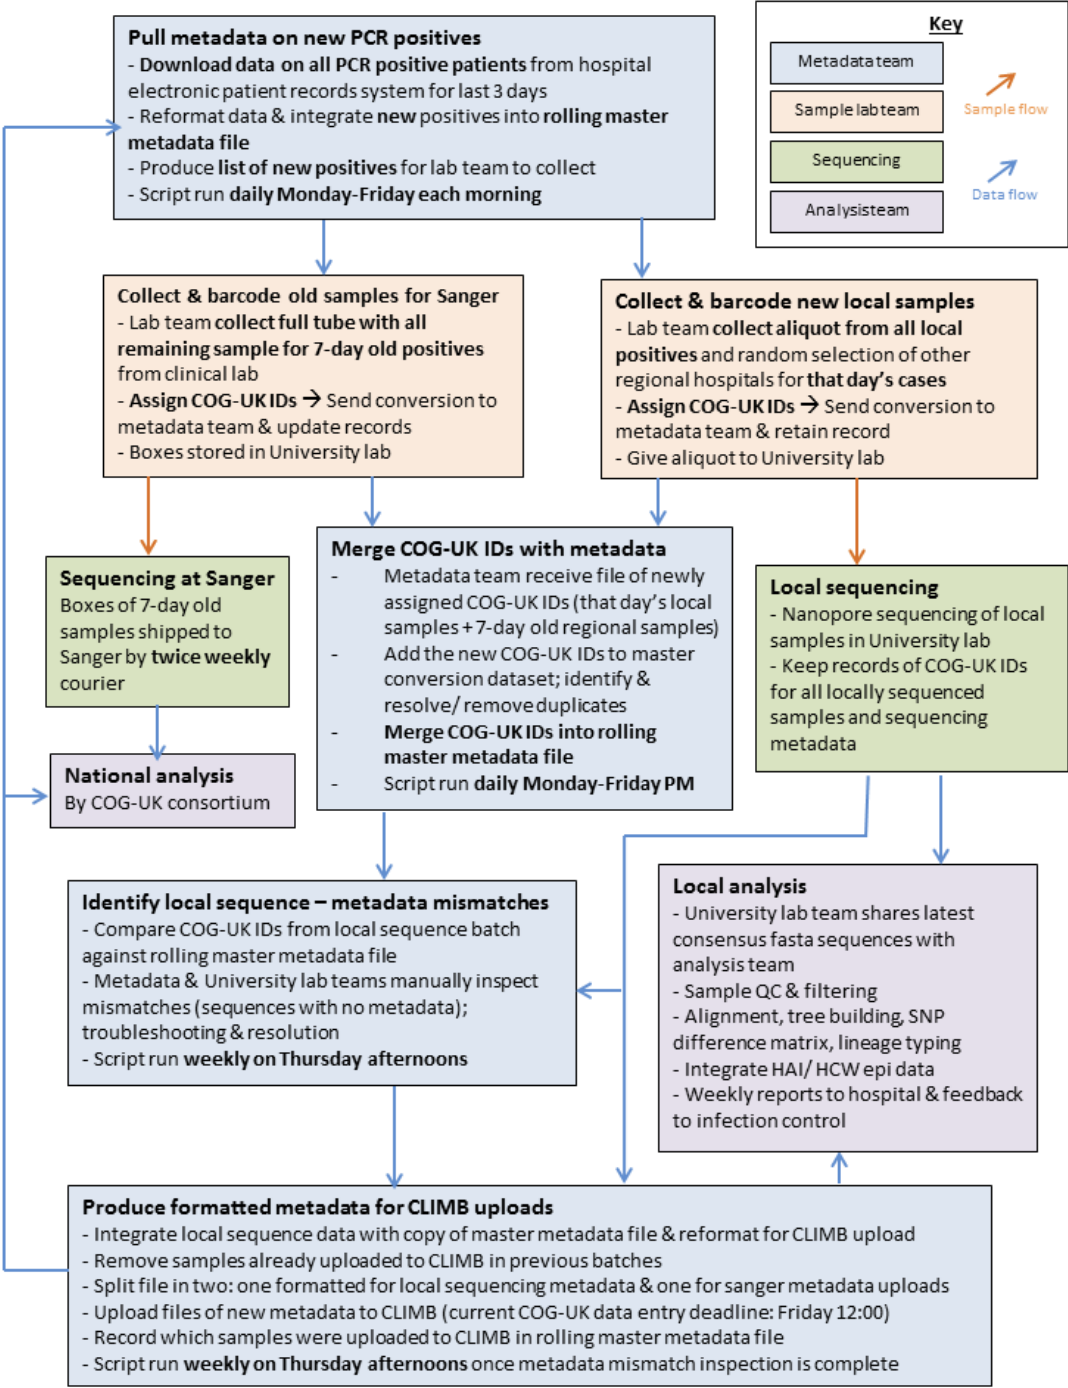 Pull metadata on new PCR positives
- Download data on all PCR positive patients from hospital
electronic patient records system for last 3 days
- Reformat data & integrate new positives into rolling master
metadata file
- Produce list of new positives for lab team to collect
- Script run daily Monday-Friday each morning
Key
Metadata team
Sample lab team
Sequencing
Analysis team
Sample flow
Data flow
Collect & barcode old samples for Sanger
- Lab team collect full tube with all
remaining sample for 7-day old positives
from clinical lab
- Assign COG-UK IDs → Send conversion to
metadata team & update records
- Boxes stored in University lab
Collect & barcode new local samples
- Lab team collect aliquot from all local
positives and random selection of other
regional hospitals for that day's cases
- Assign COG-UK IDs → Send conversion to
metadata team & retain record
- Give aliquot to University lab
Sequencing at Sanger
Boxes of 7-day old
samples shipped to
Sanger by twice weekly
courier
Merge COG-UK IDs with metadata
- Metadata team receive file of newly
assigned COG-UK IDs (that day's local
samples + 7-day old regional samples)
- Add the new COG-UK IDs to master
conversion dataset; identify &
resolve/ remove duplicates
- Merge COG-UK IDs into rolling
master metadata file
- Script run daily Monday-Friday PM
Local sequencing
- Nanopore sequencing of local
samples in University lab
- Keep records of COG-UK IDs
for all locally sequenced
samples and sequencing
metadata
National analysis
By COG-UK consortium
Identify local sequence – metadata mismatches
- Compare COG-UK IDs from local sequence batch
against rolling master metadata file
- Metadata & University lab teams manually inspect
mismatches (sequences with no metadata);
troubleshooting & resolution
- Script run weekly on Thursday afternoons
Local analysis
- University lab team shares latest
consensus fasta sequences with
analysis team
- Sample QC & filtering
- Alignment, tree building, SNP
difference matrix, lineage typing
- Integrate HAI/ HCW epi data
- Weekly reports to hospital & feedback
to infection control
Produce formatted metadata for CLIMB uploads
- Integrate local sequence data with copy of master metadata file & reformat for CLIMB upload
- Remove samples already uploaded to CLIMB in previous batches
- Split file in two: one formatted for local sequencing metadata & one for sanger metadata uploads
- Upload files of new metadata to CLIMB (current COG-UK data entry deadline: Friday 12:00)
- Record which samples were uploaded to CLIMB in rolling master metadata file
- Script run weekly on Thursday afternoons once metadata mismatch inspection is complete